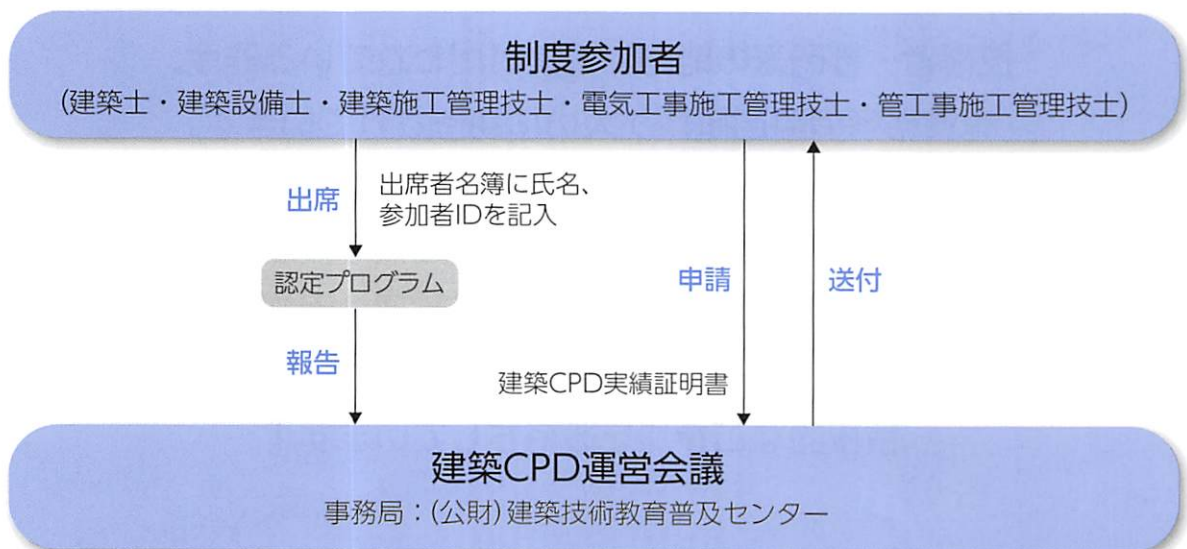 制度参加者
(建築士・建築設備士・建築施工管理技士・電気工事施工管理技士・管工事施工管理技士)
出席
出席者名簿に氏名、
参加者IDを記入
認定プログラム
報告
申請
送付
建築CPD実績証明書
建築CPD運営会議
事務局:(公財)建築技術教育普及センター